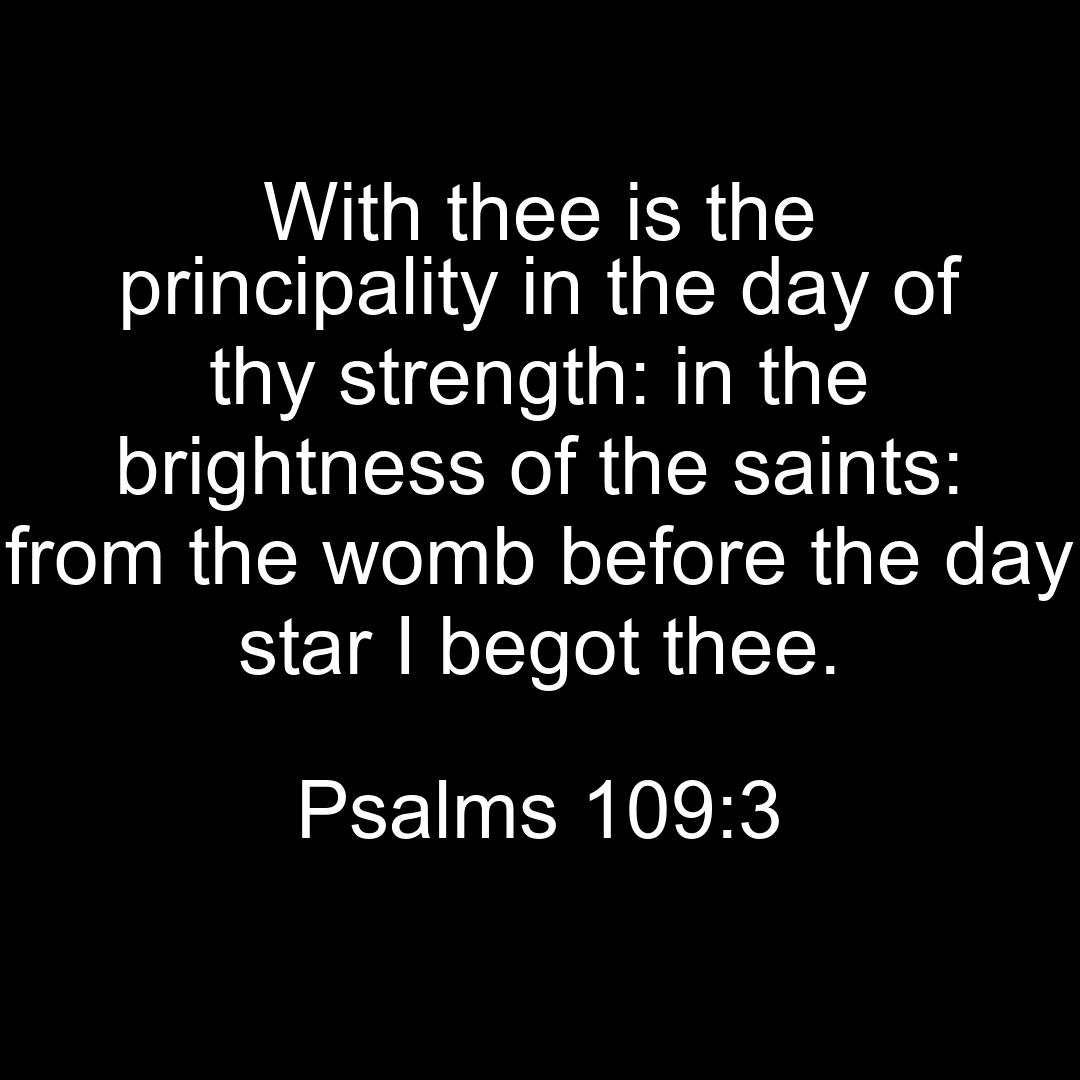 With thee is the
principality in the day of
thy strength: in the
brightness of the saints:
from the womb before the day
star I begot thee.
Psalms 109:3